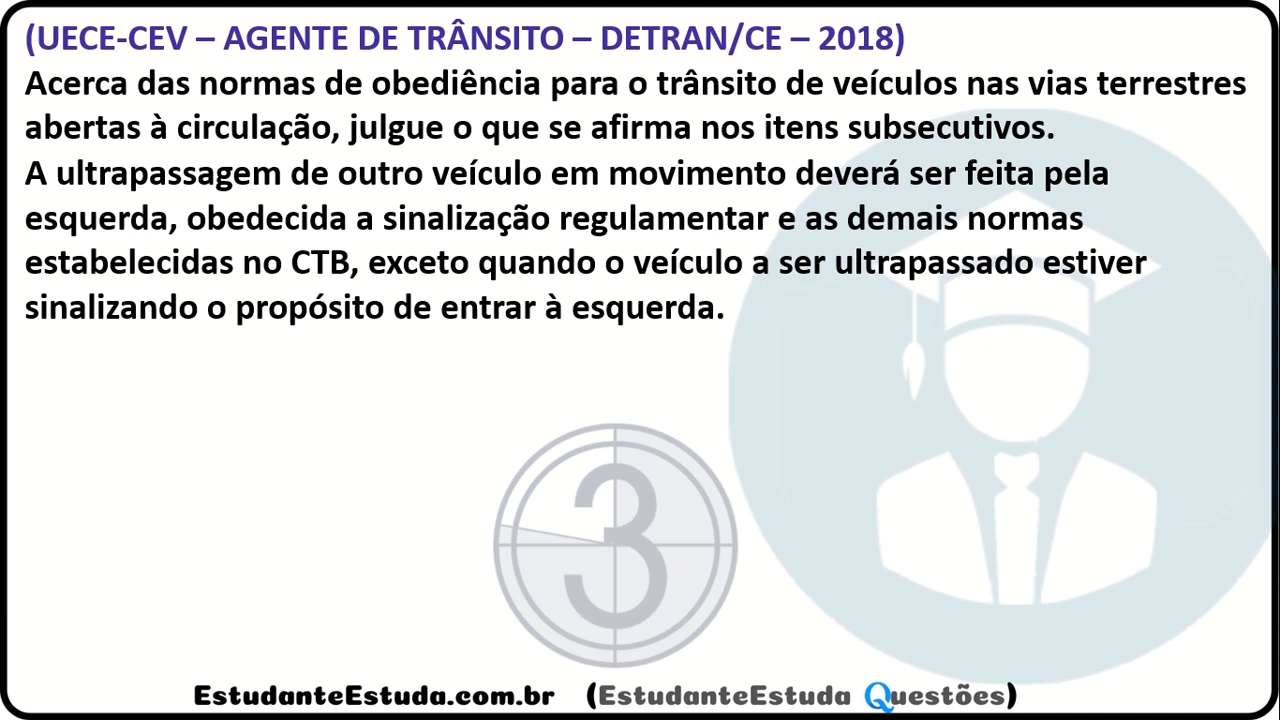 (UECE-CEV – AGENTE DE TRÂNSITO – DETRAN/CE – 2018)
Acerca das normas de obediência para o trânsito de veículos nas vias terrestres
abertas à circulação, julgue o que se afirma nos itens subsecutivos.
A ultrapassagem de outro veículo em movimento deverá ser feita pela
esquerda, obedecida a sinalização regulamentar e as demais normas
estabelecidas no CTB, exceto quando o veículo a ser ultrapassado estiver
sinalizando o propósito de entrar à esquerda.
3
EstudanteEstuda.com.br (EstudanteEstuda Questões)